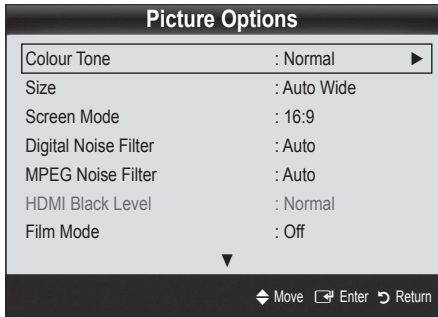 Picture Options
Colour Tone : Normal ►
Size : Auto Wide
Screen Mode : 16:9
Digital Noise Filter : Auto
MPEG Noise Filter : Auto
HDMI Black Level : Normal
Film Mode : Off
▼
Move Enter Return